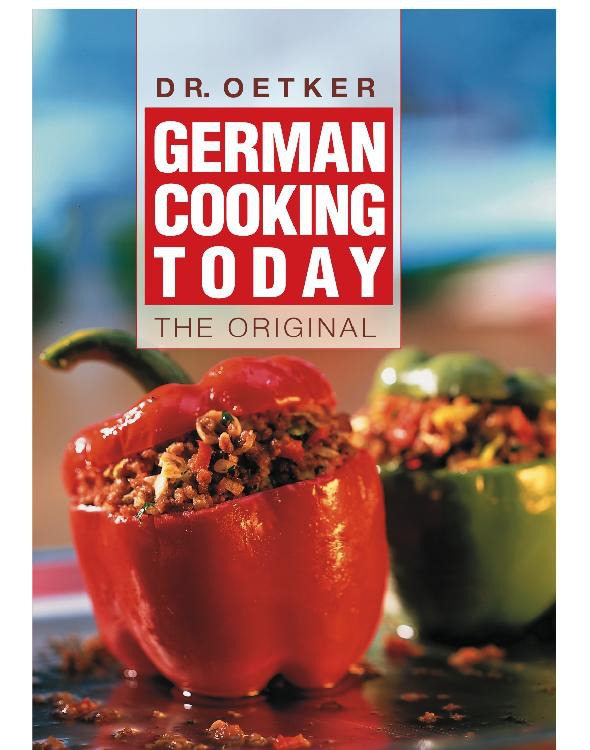 DR. OETKER
GERMAN
COOKING
TODAY
THE ORIGINAL